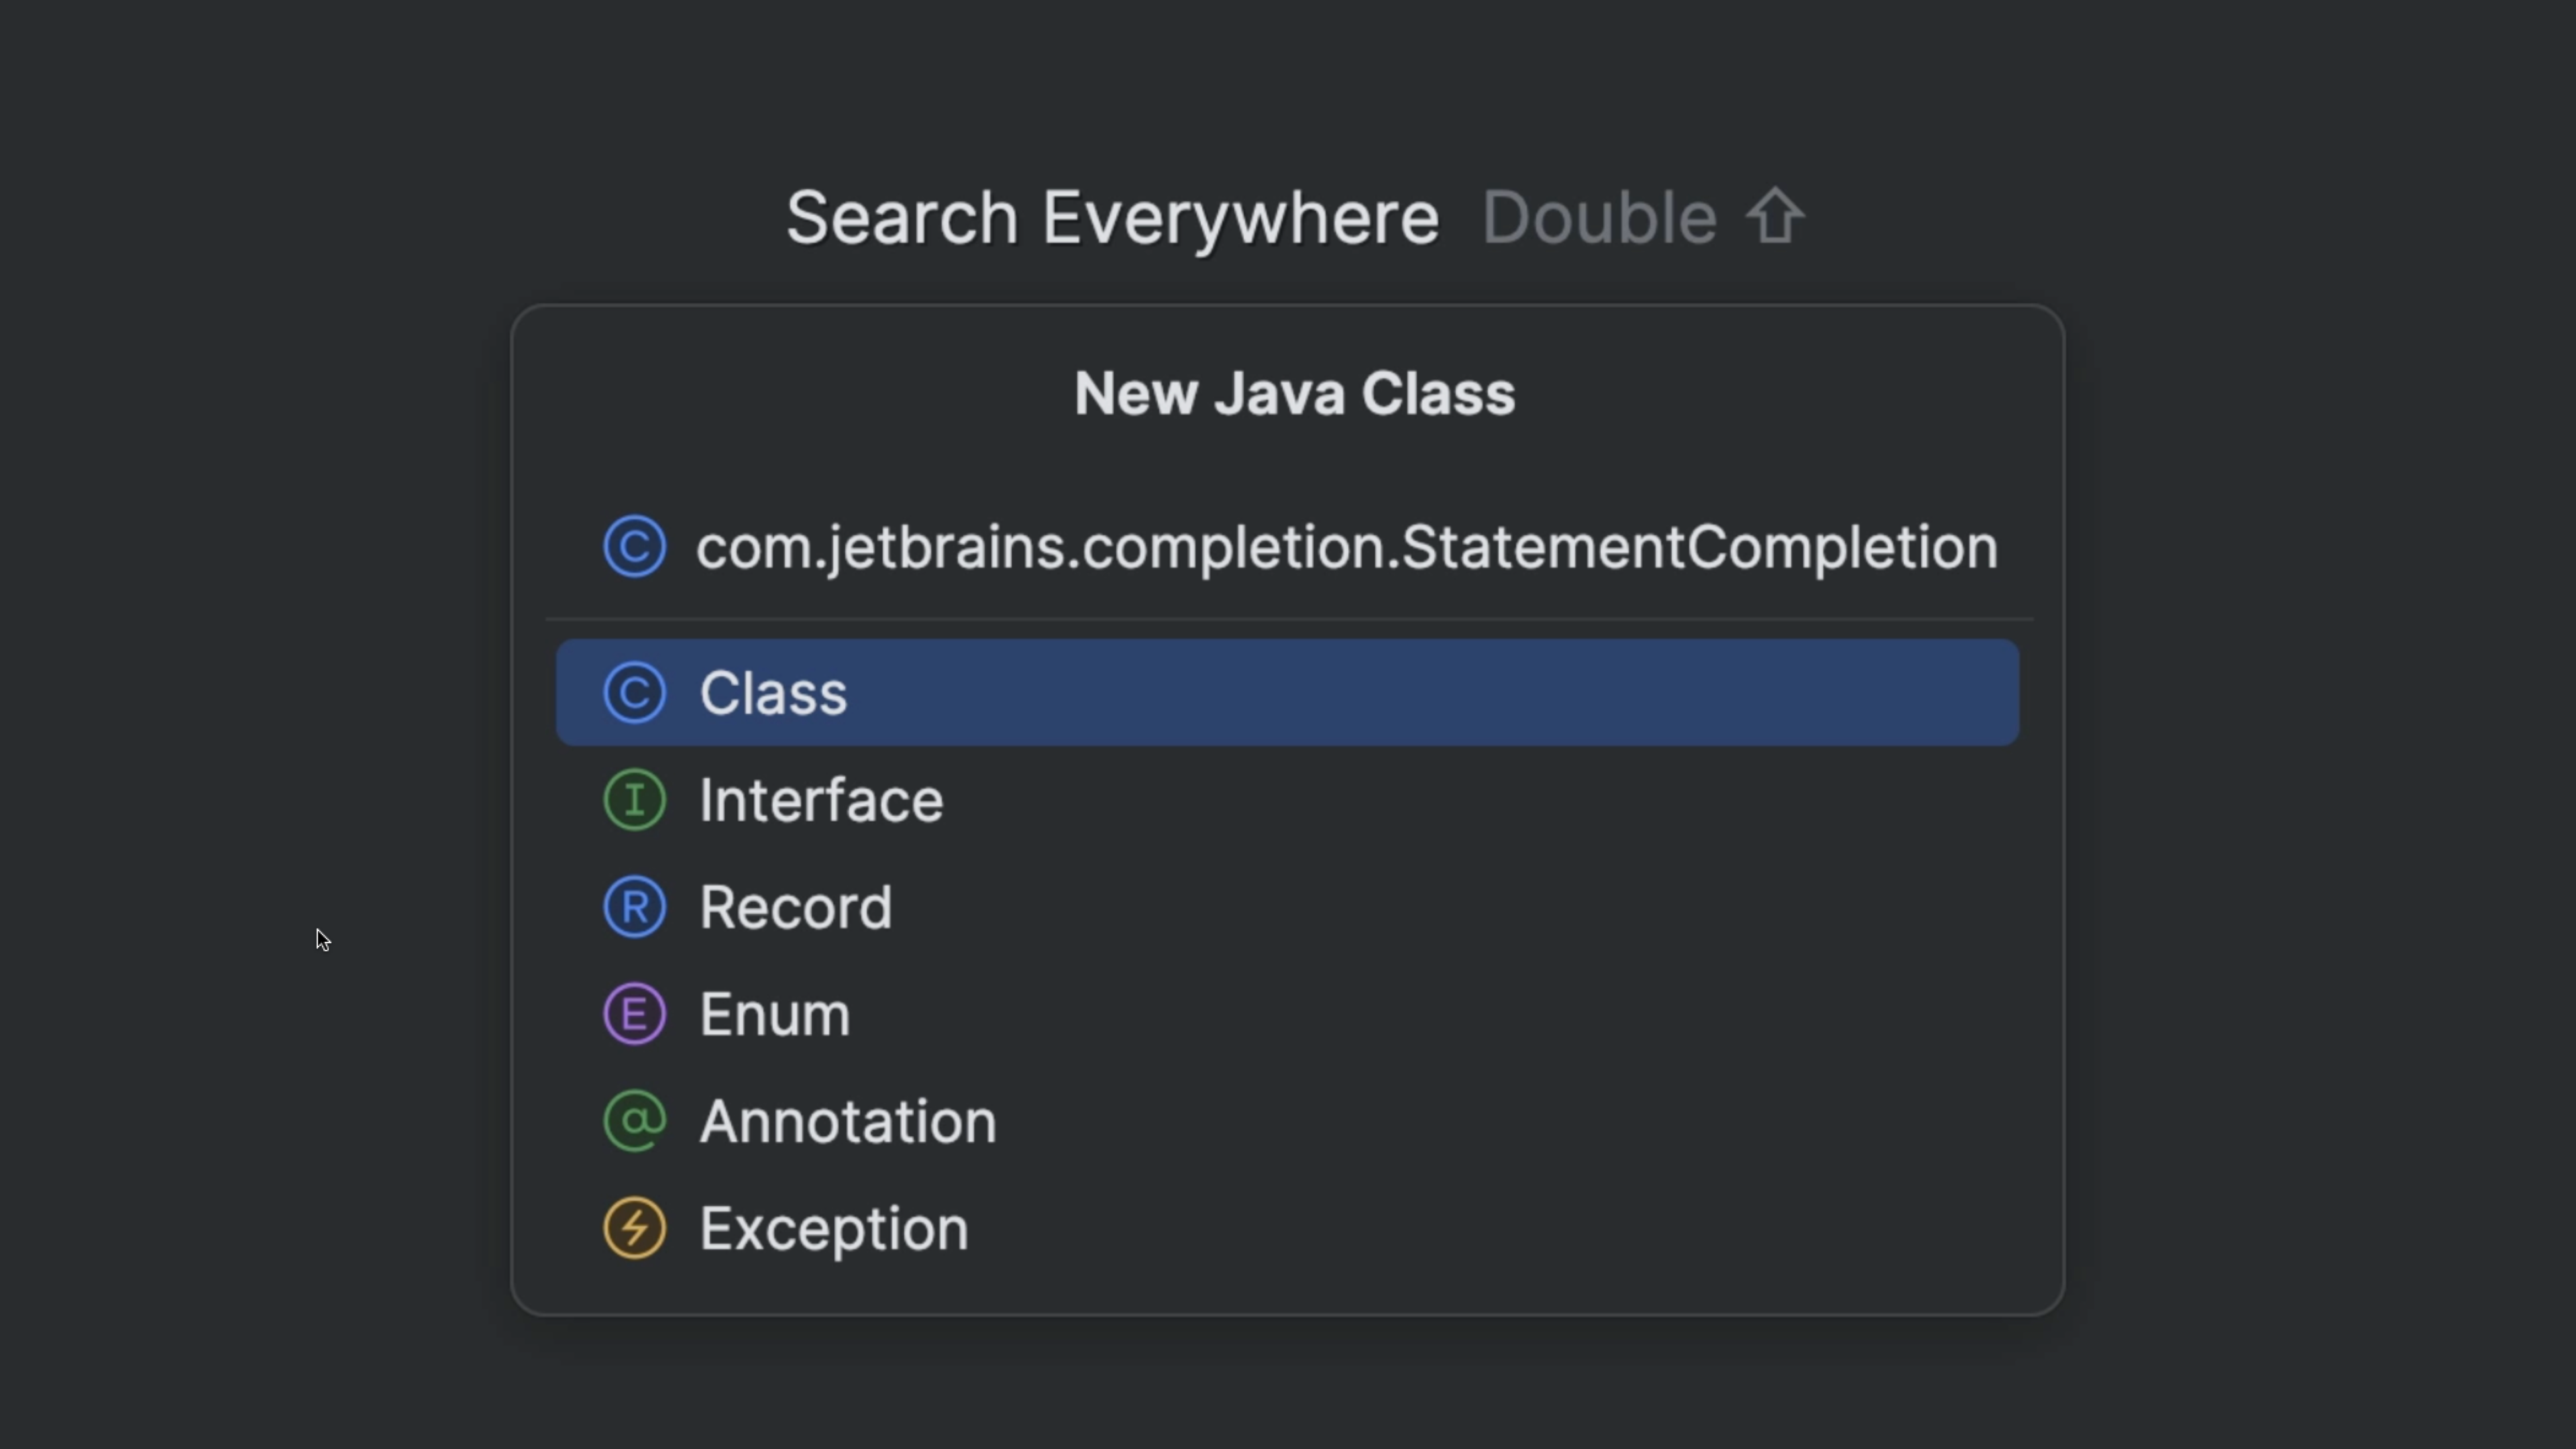 Search Everywhere Double ⇧
New Java Class
C com.jetbrains.completion.StatementCompletion
C Class
I Interface
R Record
E Enum
@ Annotation
Exception